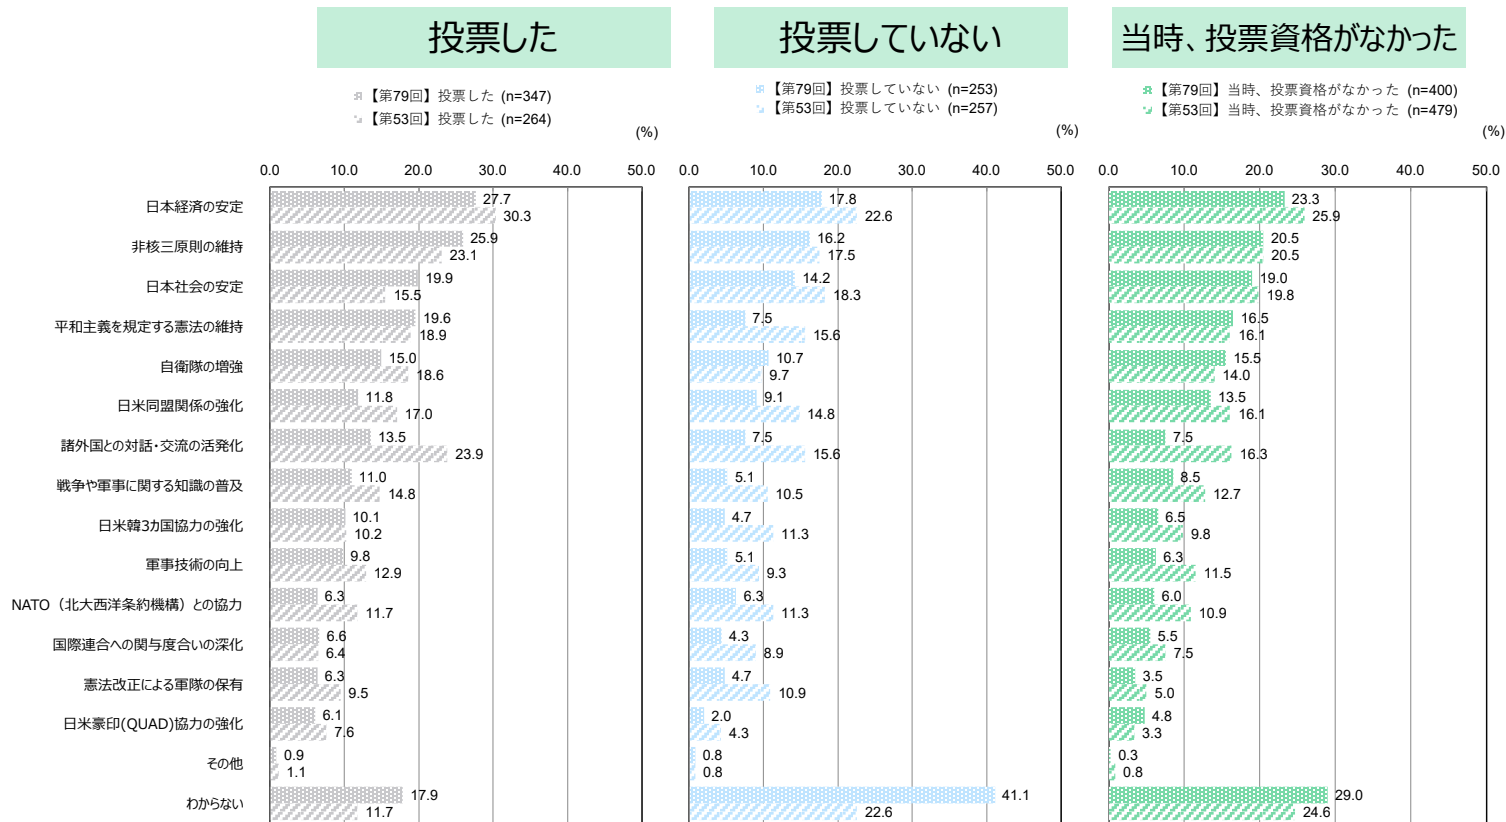 投票した
投票していない
当時、投票資格がなかった
【第79回】投票した (n=347)
【第53回】投票した (n=264)
【第79回】投票していない (n=253)
【第53回】投票していない (n=257)
【第79回】当時、投票資格がなかった (n=400)
【第53回】当時、投票資格がなかった (n=479)
(%)
(%)
(%)
0.0 10.0 20.0 30.0 40.0 50.0
0.0 10.0 20.0 30.0 40.0 50.0
0.0 10.0 20.0 30.0 40.0 50.0
日本経済の安定
27.7 17.8 23.3
30.3 22.6 25.9
非核三原則の維持
25.9 16.2 20.5
23.1 17.5 20.5
日本社会の安定
19.9 14.2 19.0
15.5 18.3 19.8
平和主義を規定する憲法の維持
19.6 7.5 16.5
18.9 15.6 16.1
自衛隊の増強
15.0 10.7 15.5
18.6 9.7 14.0
日米同盟関係の強化
11.8 9.1 13.5
17.0 14.8 16.1
諸外国との対話・交流の活発化
13.5 7.5 7.5
23.9 15.6 16.3
戦争や軍事に関する知識の普及
11.0 5.1 8.5
14.8 10.5 12.7
日米韓3カ国協力の強化
10.1 4.7 6.5
10.2 11.3 9.8
軍事技術の向上
9.8 5.1 6.3
12.9 9.3 11.5
NATO（北大西洋条約機構）との協力
6.3 6.3 6.0
11.7 11.3 10.9
国際連合への関与度合いの深化
6.6 4.3 5.5
6.4 8.9 7.5
憲法改正による軍隊の保有
6.3 4.7 3.5
9.5 10.9 5.0
日米豪印(QUAD)協力の強化
6.1 2.0 4.8
7.6 4.3 3.3
その他
0.9 0.8 0.3
1.1 0.8 0.8
わからない
17.9 41.1 29.0
11.7 22.6 24.6